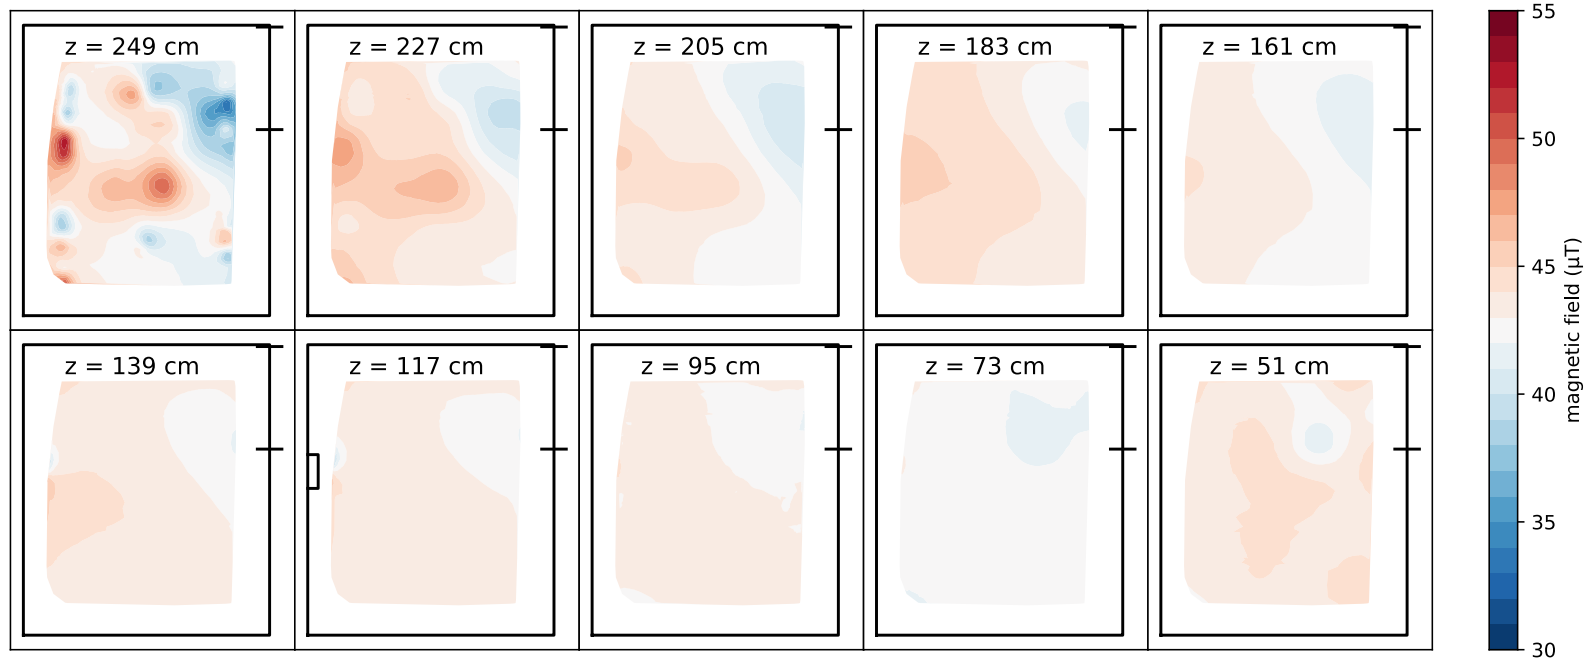 z = 249 cm
z = 227 cm
z = 205 cm
z = 183 cm
z = 161 cm
z = 139 cm
z = 117 cm
z = 95 cm
z = 73 cm
z = 51 cm
55
50
45
40
35
30
magnetic field (μT)